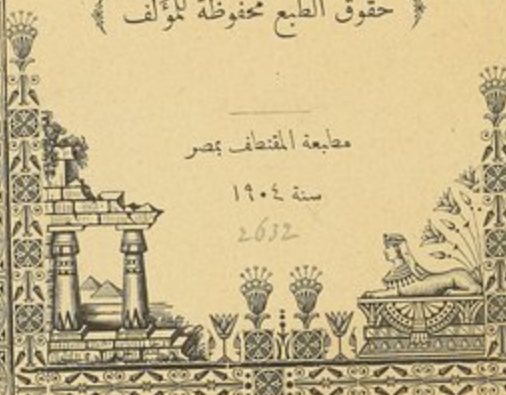 ﴿ حقوق الطبع محفوظة للمؤلف ﴾
مطبعة المقتطف بمصر
سنة ١٩٠٤
2632